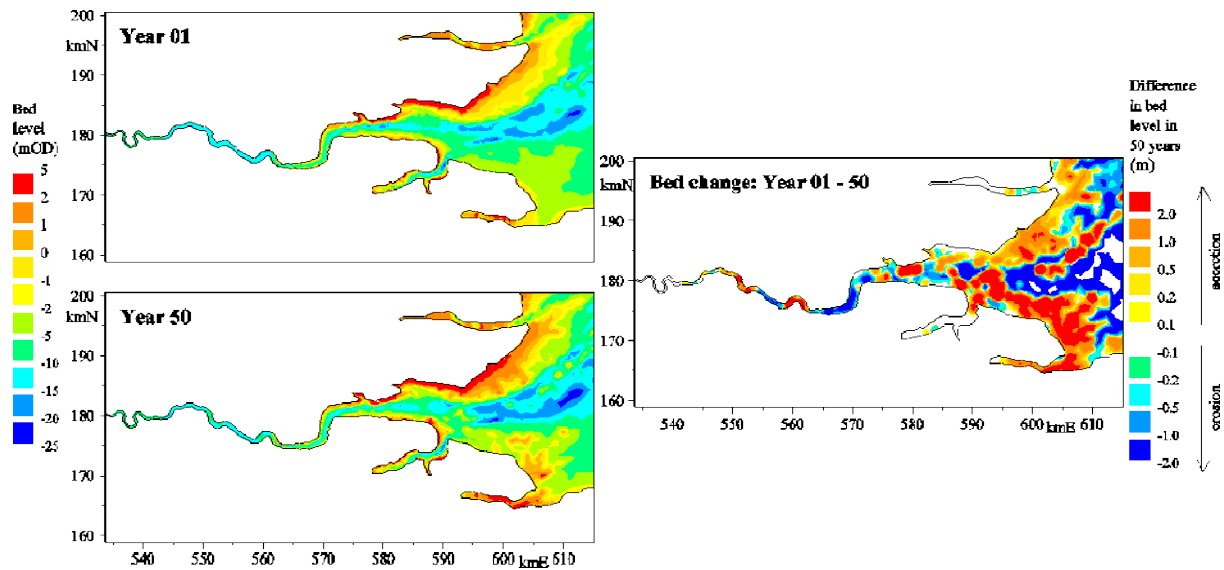 200
kmN
190
180
170
160
Year 01
Bed
level
(mOD)
5
2
1
0
-1
-2
-5
-10
-15
-20
-25
200
kmN
190
180
170
160
Year 50
540
550
560
570
580
590
600
kmE
610
200
kmN
190
180
170
160
Bed change: Year 01 - 50
540
550
560
570
580
590
600
kmE
610
Difference
in bed
level in
50 years
(m)
2.0
1.0
0.5
0.2
0.1
-0.1
-0.2
-0.5
-1.0
-2.0
accretion
erosion